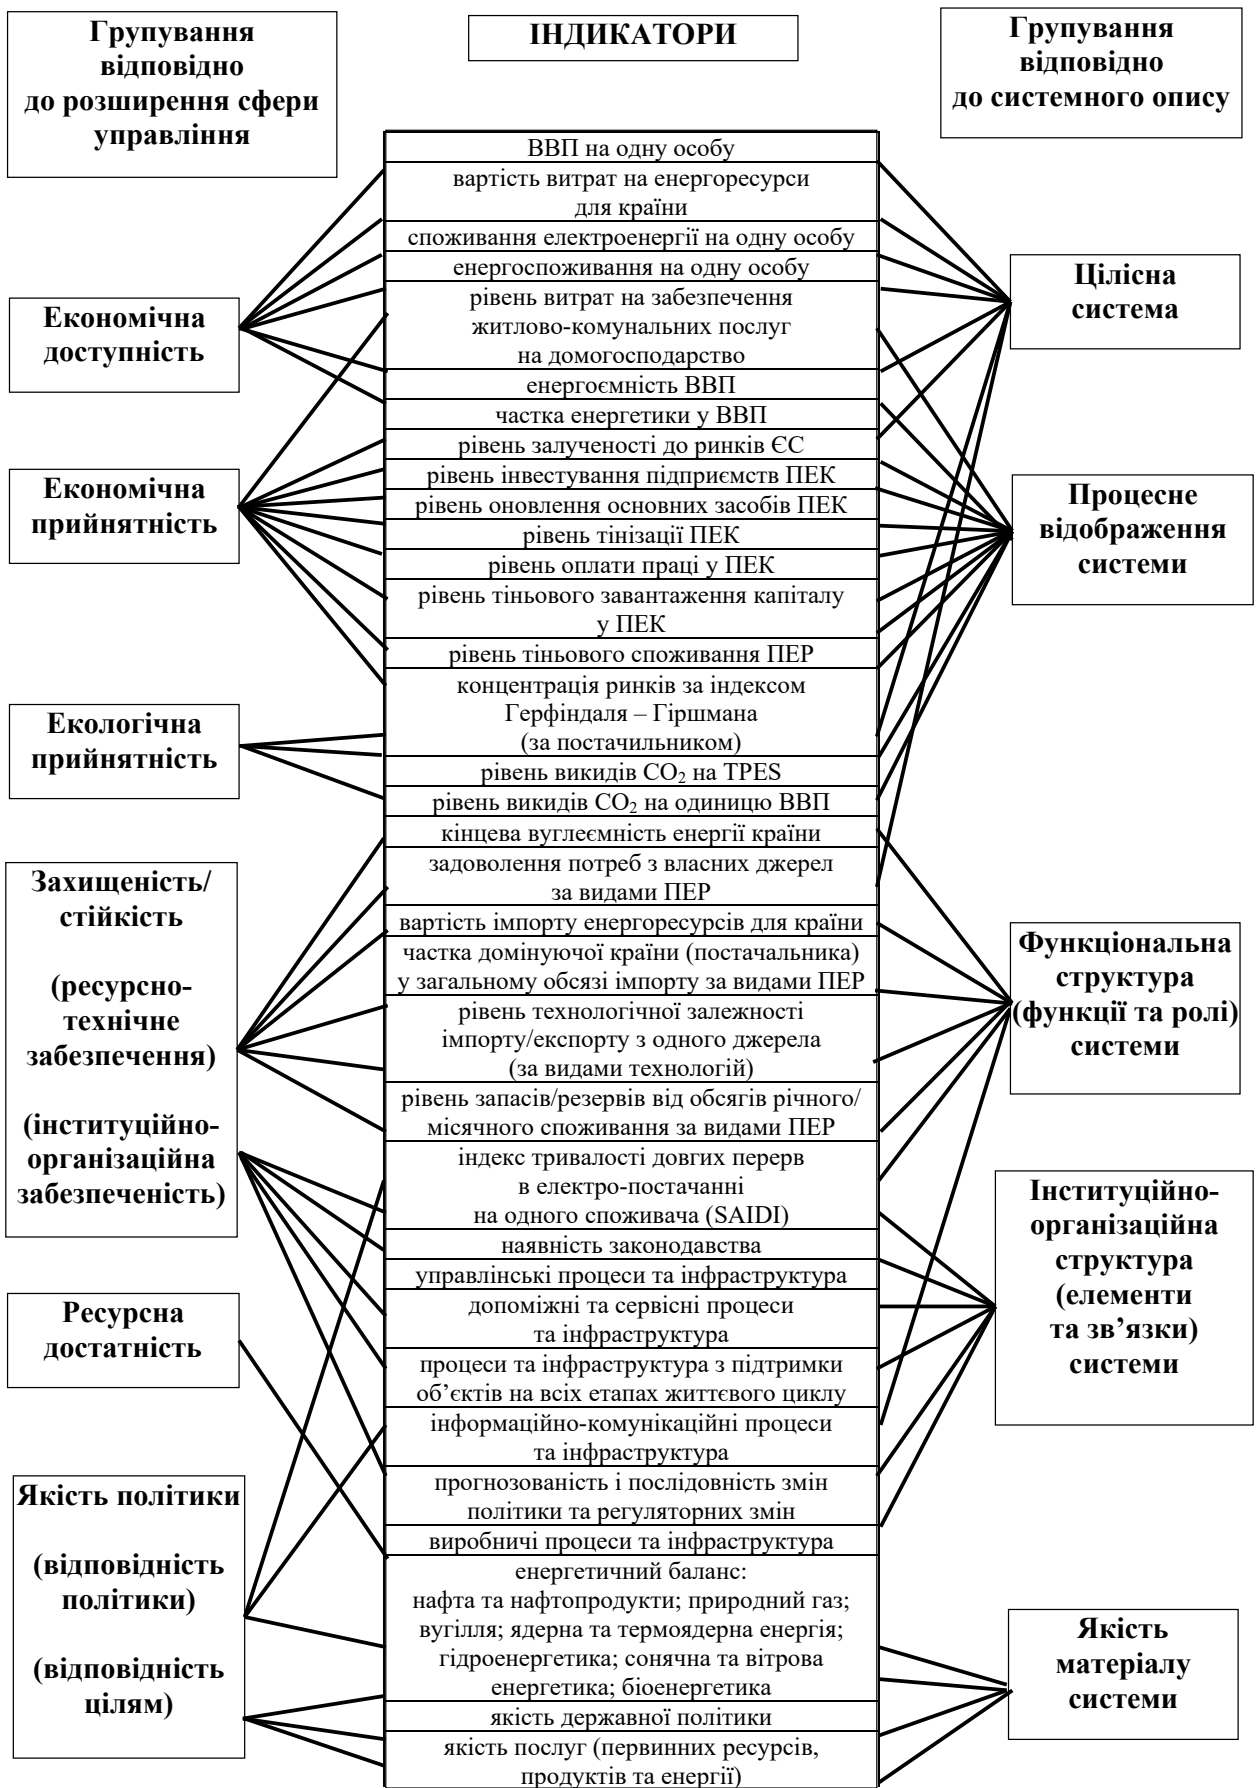 Групування
відповідно
до розширення сфери
управління
Економічна
доступність
Економічна
прийнятність
Екологічна
прийнятність
Захищеність/
стійкість
(ресурсно-
технічне
забезпечення)
(інституційно-
організаційна
забезпеченість)
Ресурсна
достатність
Якість політики
(відповідність
політики)
(відповідність
цілям)
ІНДИКАТОРИ
ВВП на одну особу
вартість витрат на енергоресурси
для країни
споживання електроенергії на одну особу
енергоспоживання на одну особу
рівень витрат на забезпечення
житлово-комунальних послуг
на домогосподарство
енергоємність ВВП
частка енергетики у ВВП
рівень залученості до ринків ЄС
рівень інвестування підприємств ПЕК
рівень оновлення основних засобів ПЕК
рівень тінізації ПЕК
рівень оплати праці у ПЕК
рівень тіньового завантаження капіталу
у ПЕК
рівень тіньового споживання ПЕР
концентрація ринків за індексом
Герфіндаля – Гіршмана
(за постачильником)
рівень викидів CO₂ на TPES
рівень викидів CO₂ на одиницю ВВП
кінцева вуглеємність енергії країни
задоволення потреб з власних джерел
за видами ПЕР
вартість імпорту енергоресурсів для країни
частка домінуючої країни (постачальника)
у загальному обсязі імпорту за видами ПЕР
рівень технологічної залежності
імпорту/експорту з одного джерела
(за видами технологій)
рівень запасів/резервів від обсягів річного/
місячного споживання за видами ПЕР
індекс тривалості довгих перерв
в електро-постачанні
на одного споживача (SAIDI)
наявність законодавства
управлінські процеси та інфраструктура
допоміжні та сервісні процеси
та інфраструктура
процеси та інфраструктура з підтримки
об’єктів на всіх етапах життєвого циклу
інформаційно-комунікаційні процеси
та інфраструктура
прогнозованість і послідовність змін
політики та регуляторних змін
виробничі процеси та інфраструктура
енергетичний баланс:
нафта та нафтопродукти; природний газ;
вугілля; ядерна та термоядерна енергія;
гідроенергетика; сонячна та вітрова
енергетика; біоенергетика
якість державної політики
якість послуг (первинних ресурсів,
продуктів та енергії)
Групування
відповідно
до системного опису
Цілісна
система
Процесне
відображення
системи
Функціональна
структура
(функції та ролі)
системи
Інституційно-
організаційна
структура
(елементи
та зв’язки)
системи
Якість
матеріалу
системи